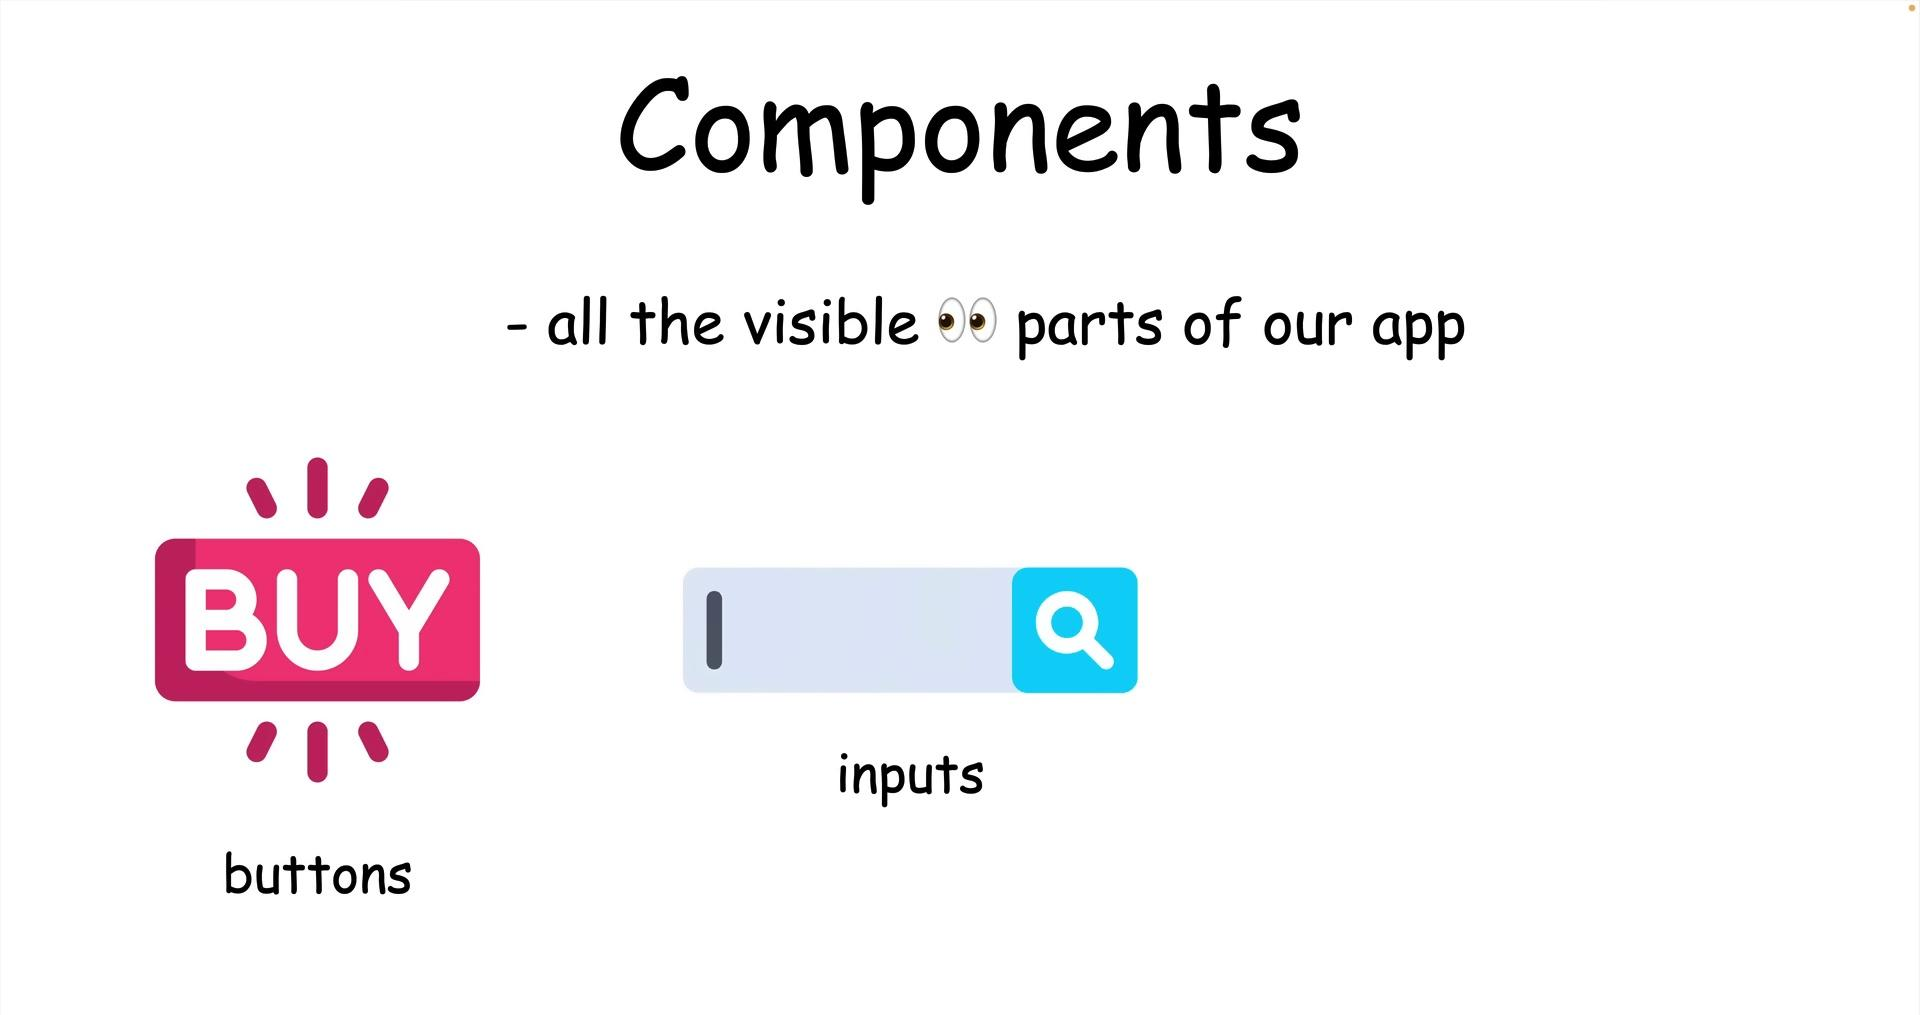 Components
- all the visible 👀 parts of our app
BUY
inputs
buttons